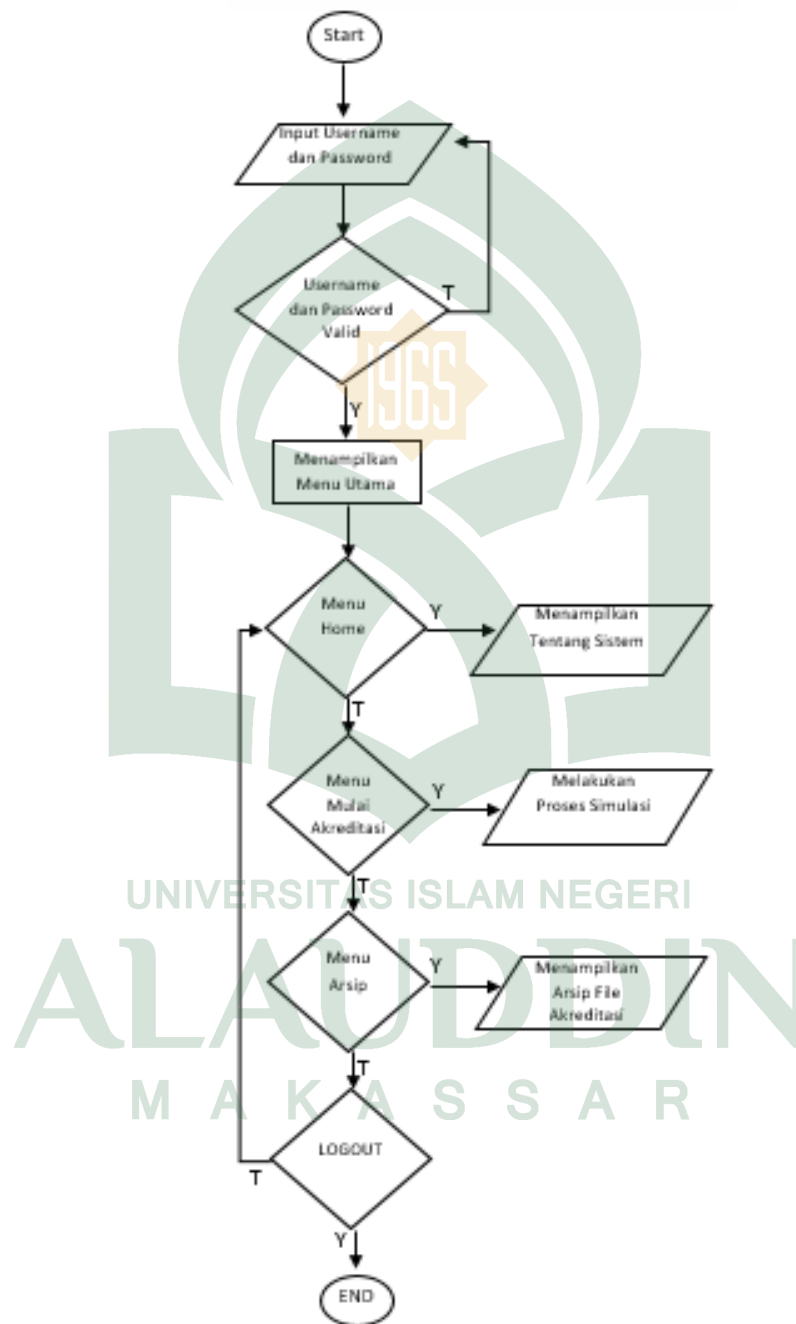 Start
Input Username
dan Password
Username
dan Password
Valid
T
1965
Y
Menampilkan
Menu Utama
Menu
Home
Y
Menampilkan
Tentang Sistem
T
Menu
Mulai
Akreditasi
Y
Melakukan
Proses Simulasi
T
UNIVERSITAS ISLAM NEGERI
Menu
Arsip
Y
Menampilkan
Arsip File
Akreditasi
ALAUDDIN
T
MAKASSAR
LOGOUT
T
Y
END